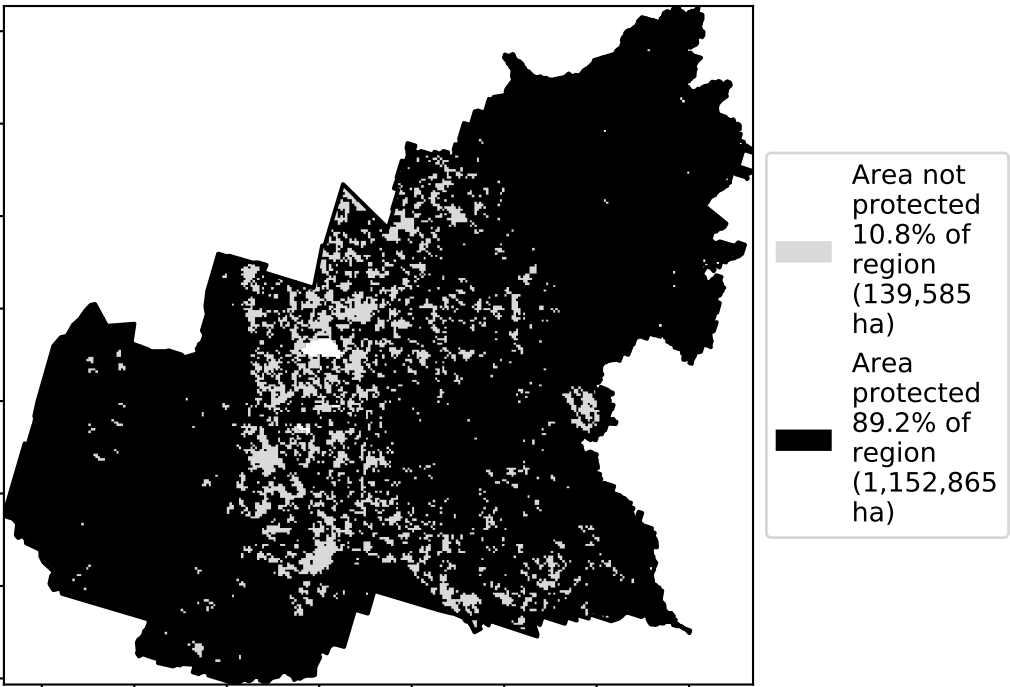 Area not
protected
10.8% of
region
(139,585
ha)
Area
protected
89.2% of
region
(1,152,865
ha)